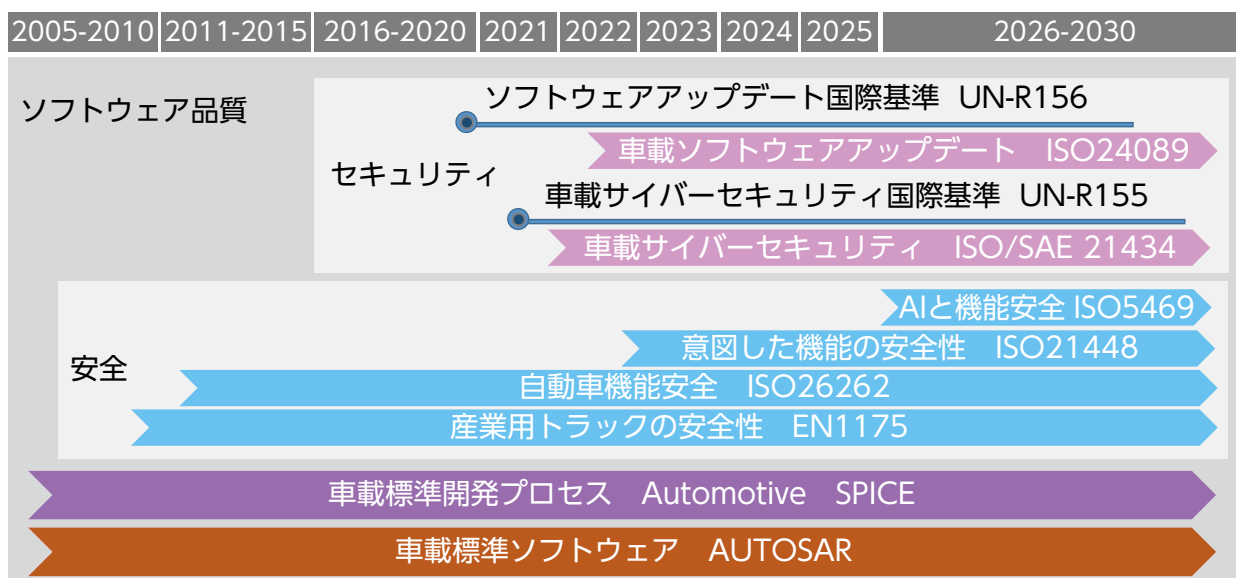 2005-2010 2011-2015 2016-2020 2021 2022 2023 2024 2025 2026-2030
ソフトウェア品質
ソフトウェアアップデート国際基準 UN-R156
車載ソフトウェアアップデート ISO24089
セキュリティ
車載サイバーセキュリティ国際基準 UN-R155
車載サイバーセキュリティ ISO/SAE 21434
AIと機能安全 ISO5469
意図した機能の安全性 ISO21448
安全
自動車機能安全 ISO26262
産業用トラックの安全性 EN1175
車載標準開発プロセス Automotive SPICE
車載標準ソフトウェア AUTOSAR